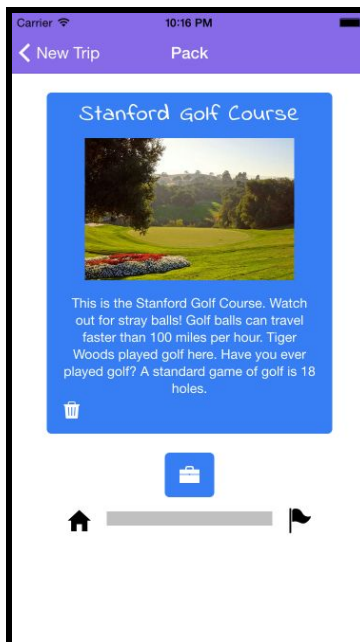 Carrier 10:16 PM
New Trip Pack
Stanford Golf Course
This is the Stanford Golf Course. Watch
out for stray balls! Golf balls can travel
faster than 100 miles per hour. Tiger
Woods played golf here. Have you ever
played golf? A standard game of golf is 18
holes.